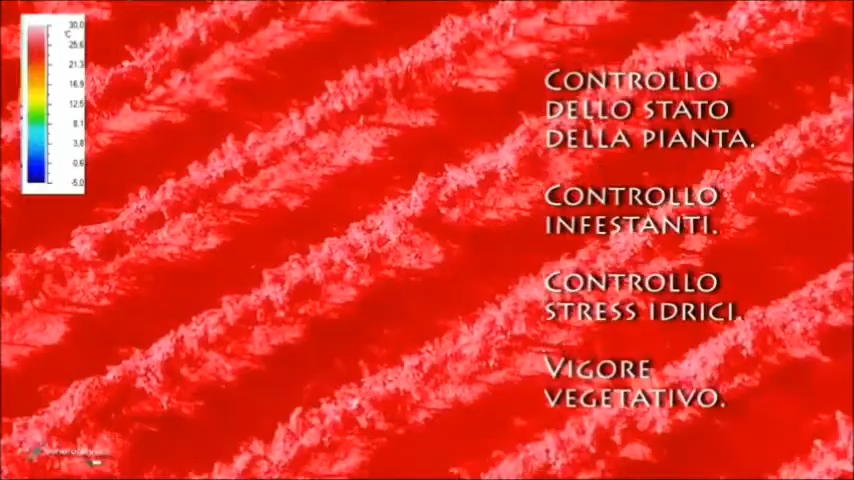 30,0
°C
25,6
21,3
16,9
12,5
8,1
3,8
-0,6
-5,0
CONTROLLO
DELLO STATO
DELLA PIANTA.
CONTROLLO
INFESTANTI.
CONTROLLO
STRESS IDRICI.
VIGORE
VEGETATIVO.